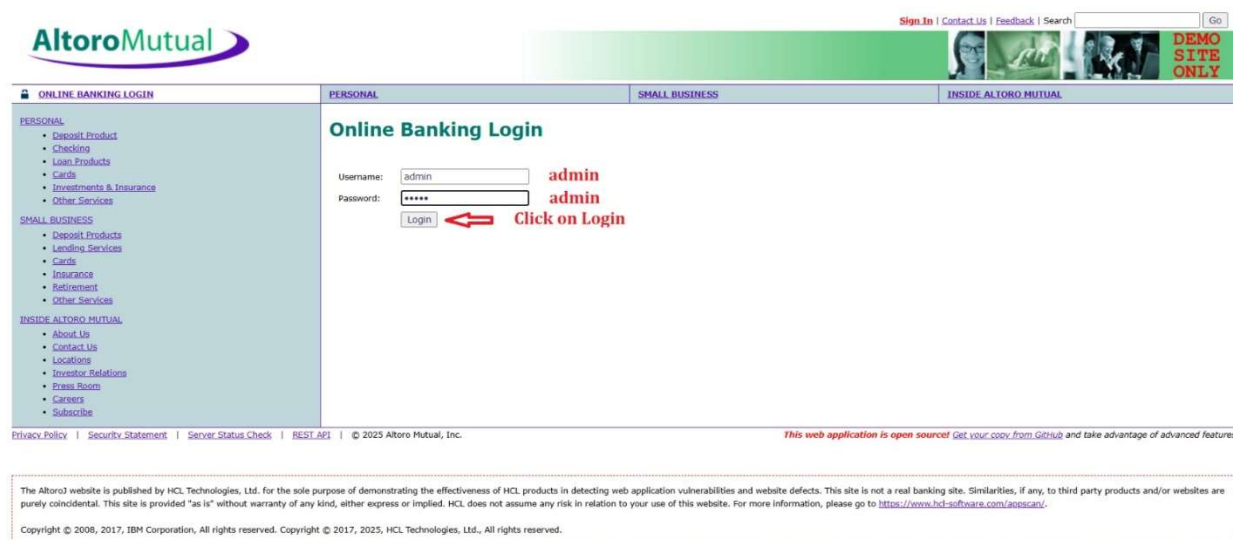 Sign In | Contact Us | Feedback | Search Go
AltoroMutual
DEMO
SITE
ONLY
ONLINE BANKING LOGIN PERSONAL SMALL BUSINESS INSIDE ALTORO MUTUAL
PERSONAL
• Deposit Product
• Checking
• Loan Products
• Cards
• Investments & Insurance
• Other Services
SMALL BUSINESS
• Deposit Products
• Lending Services
• Cards
• Insurance
• Retirement
• Other Services
INSIDE ALTORO MUTUAL
• About Us
• Contact Us
• Locations
• Investor Relations
• Press Room
• Careers
• Subscribe
Online Banking Login
Username: admin admin
Password: ••••• admin
Login Click on Login
Privacy Policy | Security Statement | Server Status Check | REST API | © 2025 Altoro Mutual, Inc. This web application is open source! Get your copy from GitHub and take advantage of advanced features
The AltoroJ website is published by HCL Technologies, Ltd. for the sole purpose of demonstrating the effectiveness of HCL products in detecting web application vulnerabilities and website defects. This site is not a real banking site. Similarities, if any, to third party products and/or websites are
purely coincidental. This site is provided "as is" without warranty of any kind, either express or implied. HCL does not assume any risk in relation to your use of this website. For more information, please go to https://www.hcl-software.com/appscan/.
Copyright © 2008, 2017, IBM Corporation, All rights reserved. Copyright © 2017, 2025, HCL Technologies, Ltd., All rights reserved.